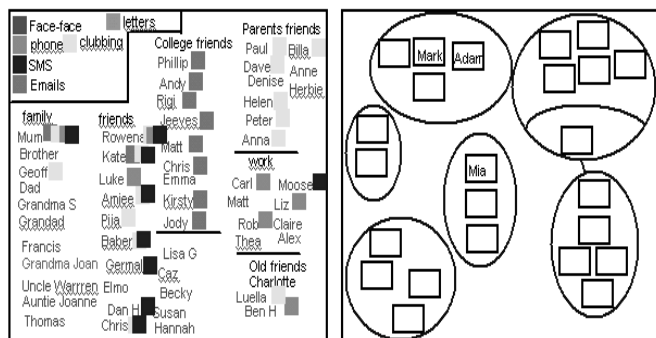 Face-face
letters
phone
clubbing
SMS
Emails
family
Mum
Brother
Geoff
Dad
Grandma S
Grandad
Francis
Grandma Joan
Uncle Warrren
Auntie Joanne
Thomas
friends
Rowena
Kate
Luke
Amiee
Piia
Baber
Germal
Elmo
Dan H
Chris
College friends
Phillip
Andy
Rigi
Jeeves
Matt
Chris
Emma
Kirsty
Jody
Lisa G
Caz
Becky
Susan
Hannah
Parents friends
Paul
Billa
Dave
Anne
Denise
Herbie
Helen
Peter
Anna
work
Carl
Moose
Matt
Liz
Rob
Claire
Thea
Alex
Old friends
Charlotte
Luella
Ben H
Mark
Adam
Mia